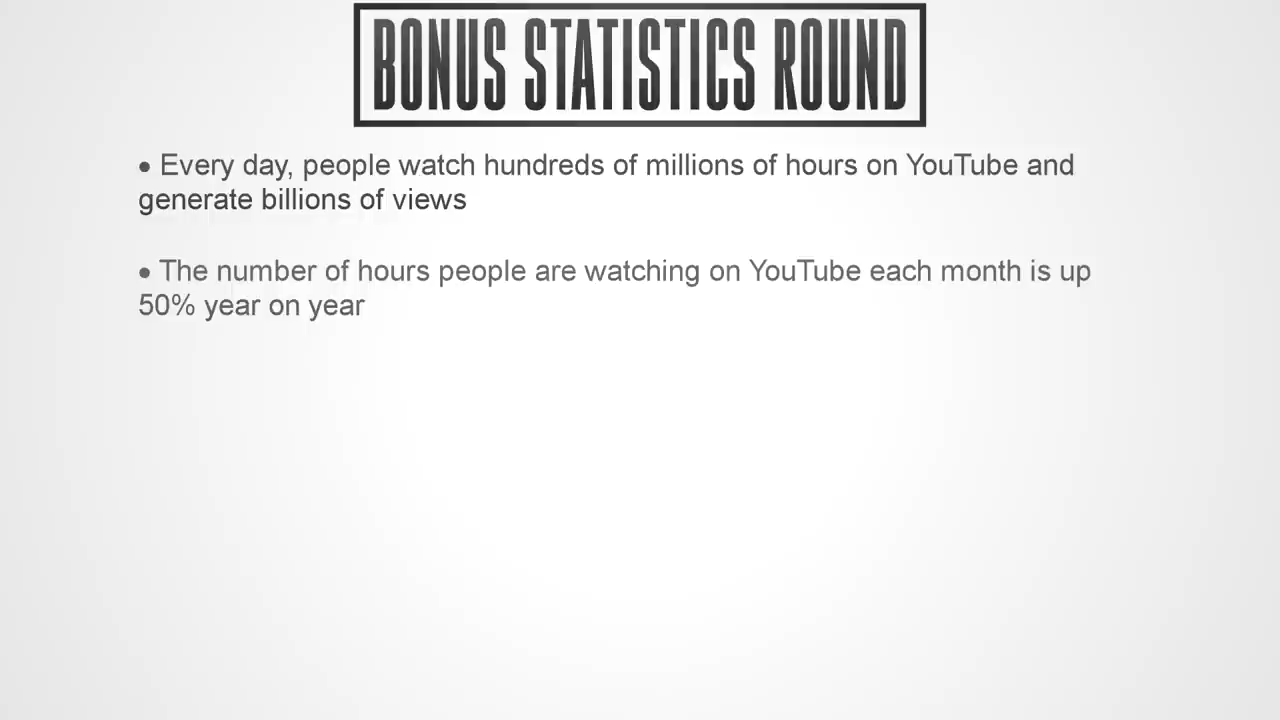 BONUS STATISTICS ROUND
• Every day, people watch hundreds of millions of hours on YouTube and
generate billions of views
• The number of hours people are watching on YouTube each month is up
50% year on year